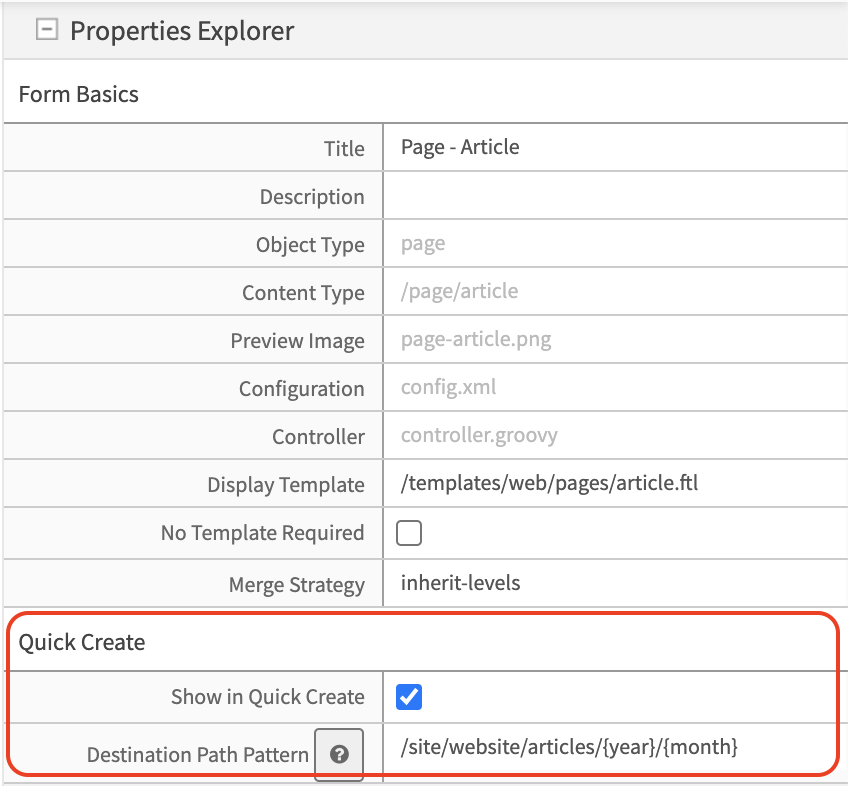 Properties Explorer
Form Basics
Title Page - Article
Description
Object Type page
Content Type /page/article
Preview Image page-article.png
Configuration config.xml
Controller controller.groovy
Display Template /templates/web/pages/article.ftl
No Template Required
Merge Strategy inherit-levels
Quick Create
Show in Quick Create
Destination Path Pattern ? /site/website/articles/{year}/{month}